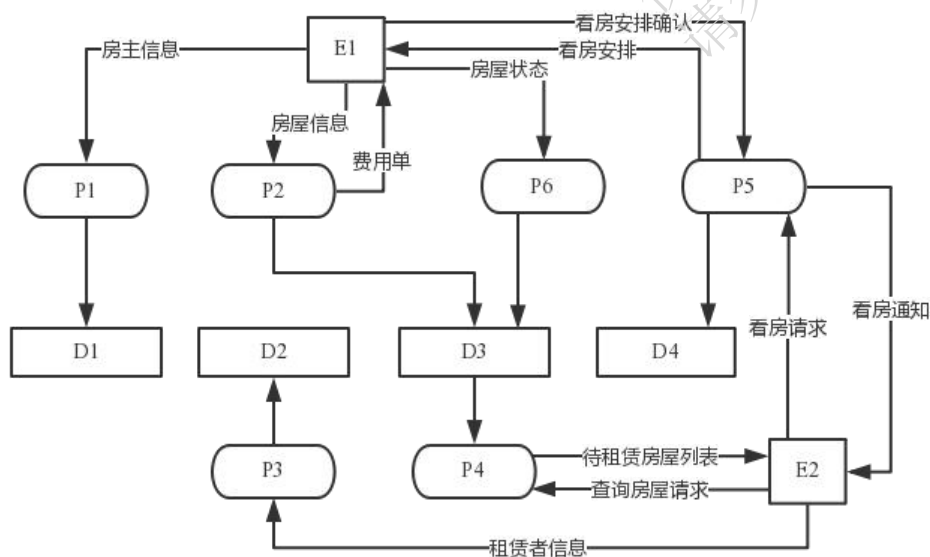 看房安排确认
E1
房主信息
看房安排
房屋状态
房屋信息
费用单
P1
P2
P6
P5
看房通知
看房请求
D1
D2
D3
D4
P3
P4
待租赁房屋列表
E2
查询房屋请求
租赁者信息